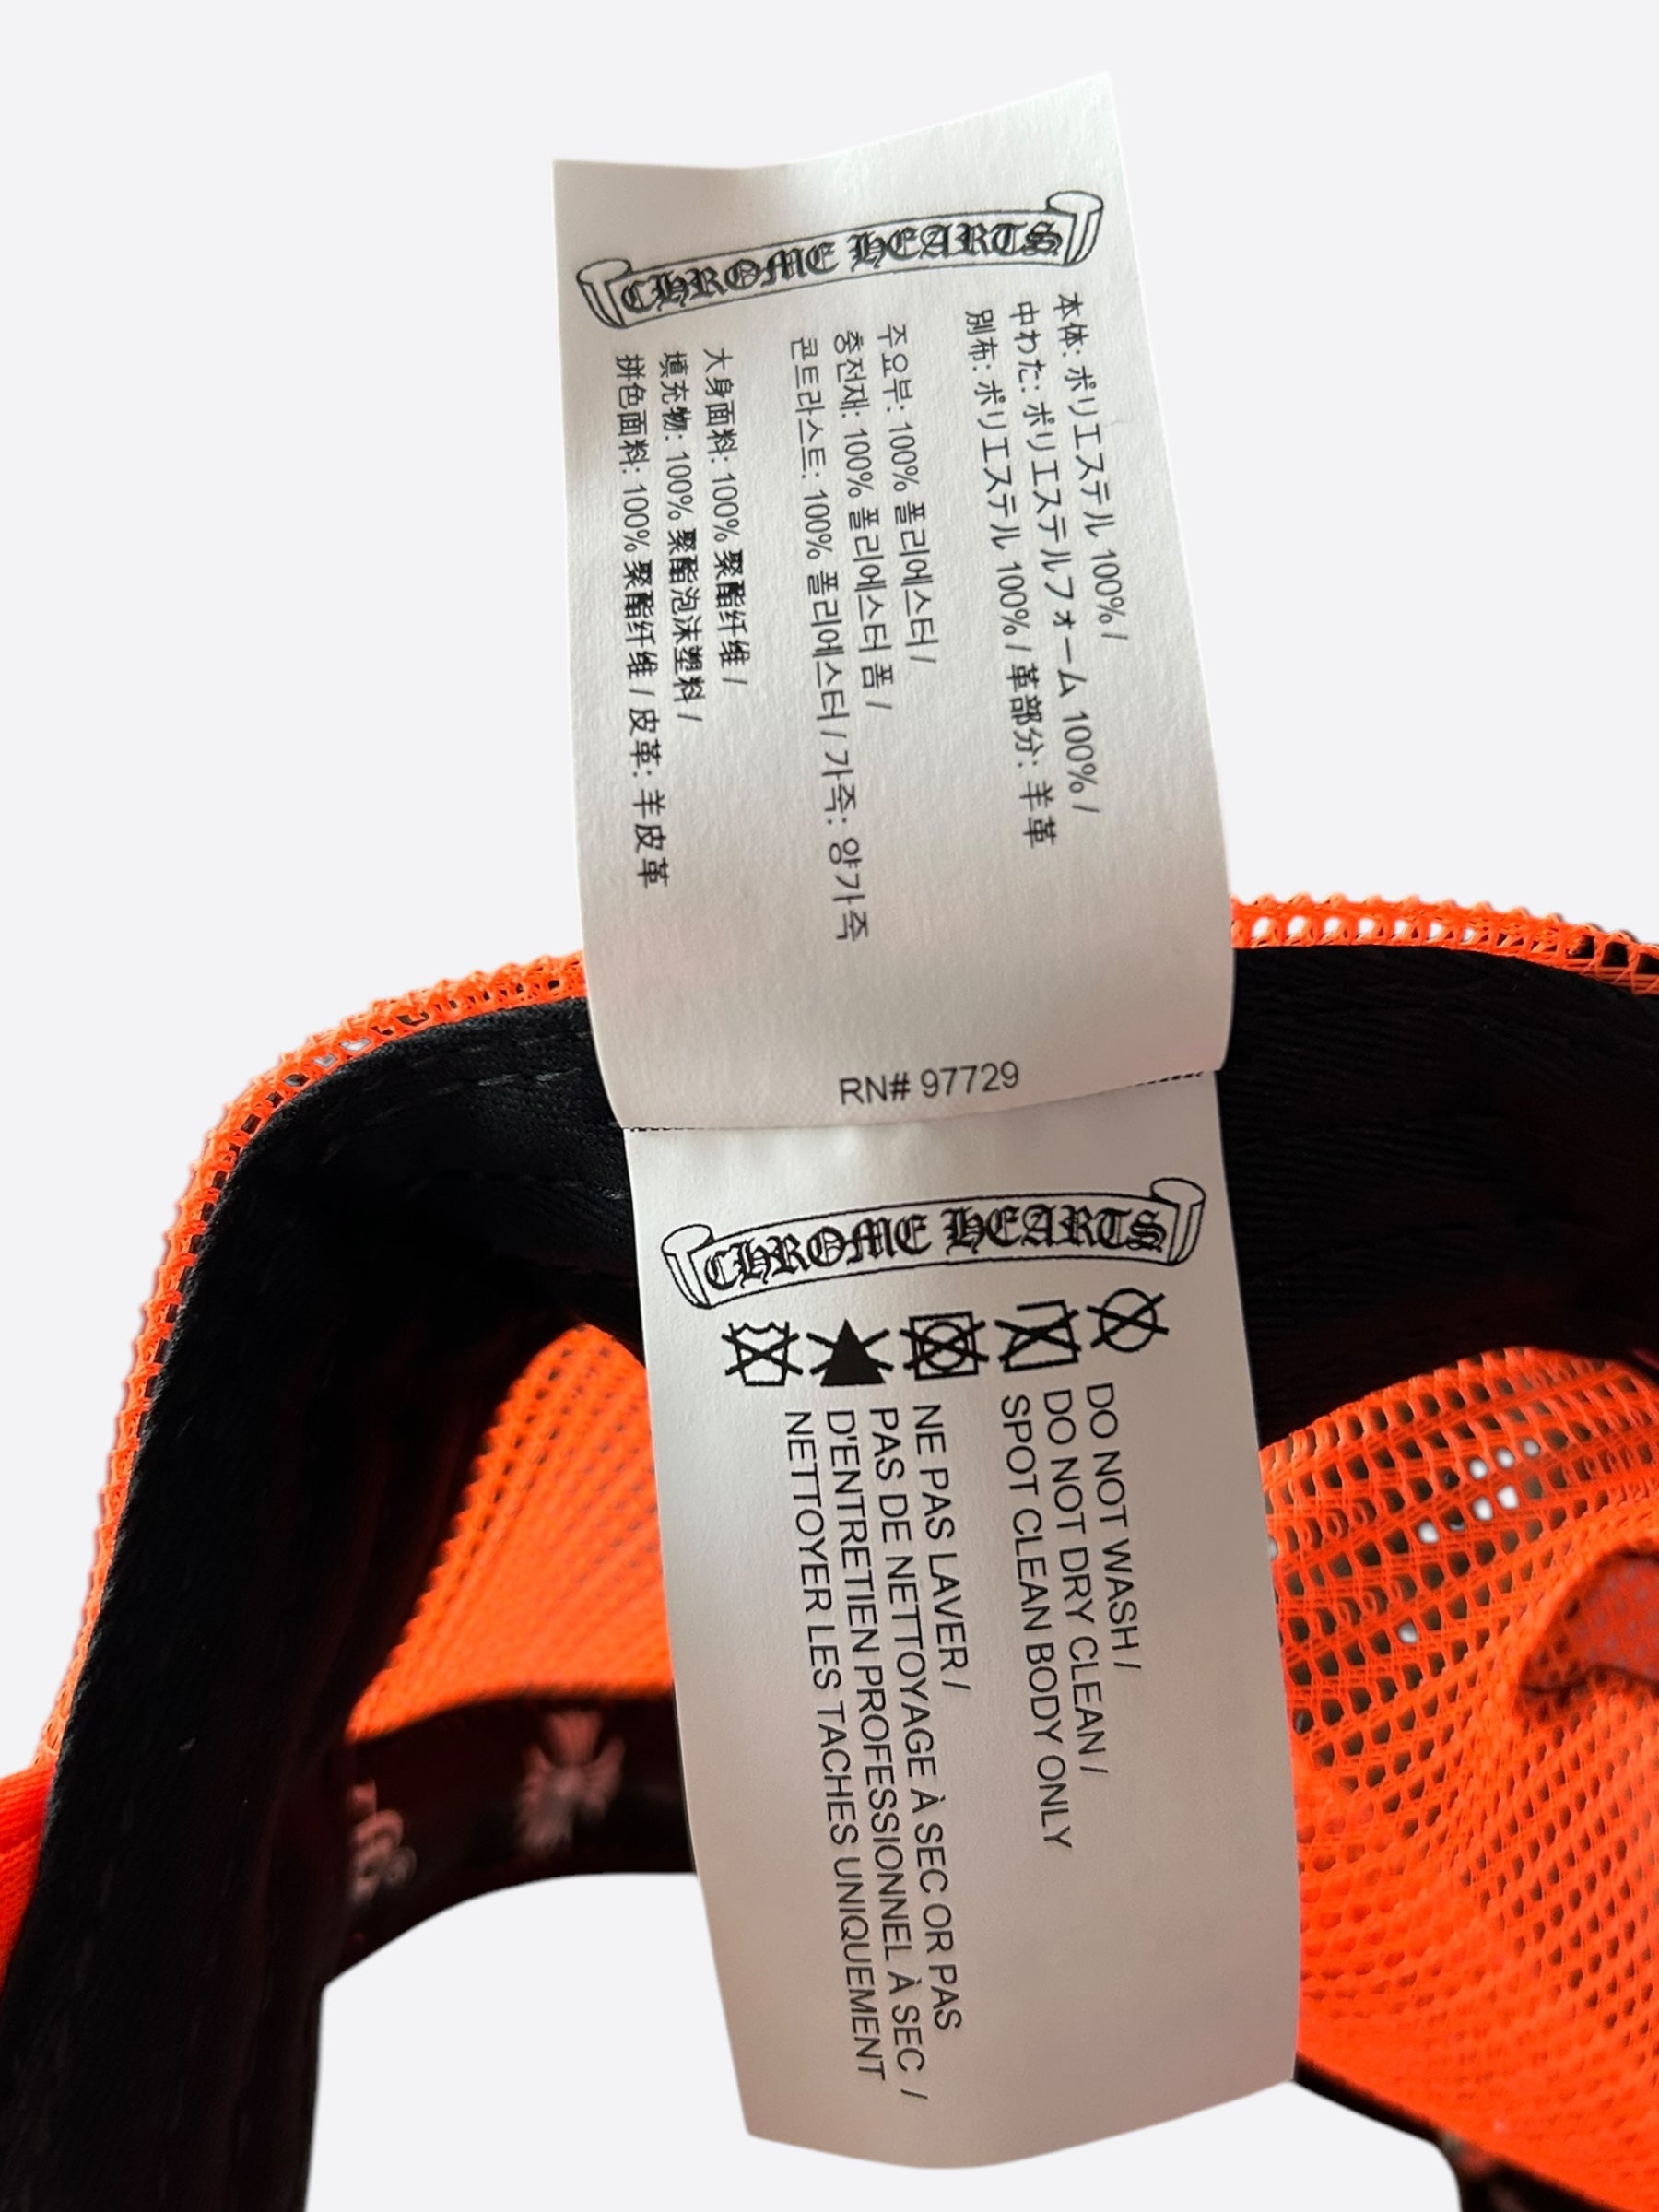 CHROME HEARTS
本体: ポリエステル 100% /
中わた: ポリエステルフォーム 100% /
別布: ポリエステル 100% / 革部分: 羊革
주요부: 100% 폴리에스터 /
충전재: 100% 폴리에스터 폼 /
콘트라스트: 100% 폴리에스터 / 가죽: 양가죽
大身面料: 100% 聚酯纤维 /
填充物: 100% 聚酯泡沫塑料 /
拼色面料: 100% 聚酯纤维 / 皮革: 羊皮革
RN# 97729
CHROME HEARTS
DO NOT WASH /
DO NOT DRY CLEAN /
SPOT CLEAN BODY ONLY
NE PAS LAVER /
PAS DE NETTOYAGE À SEC OR PAS
D'ENTRETIEN PROFESSIONNEL À SEC /
NETTOYER LES TACHES UNIQUEMENT